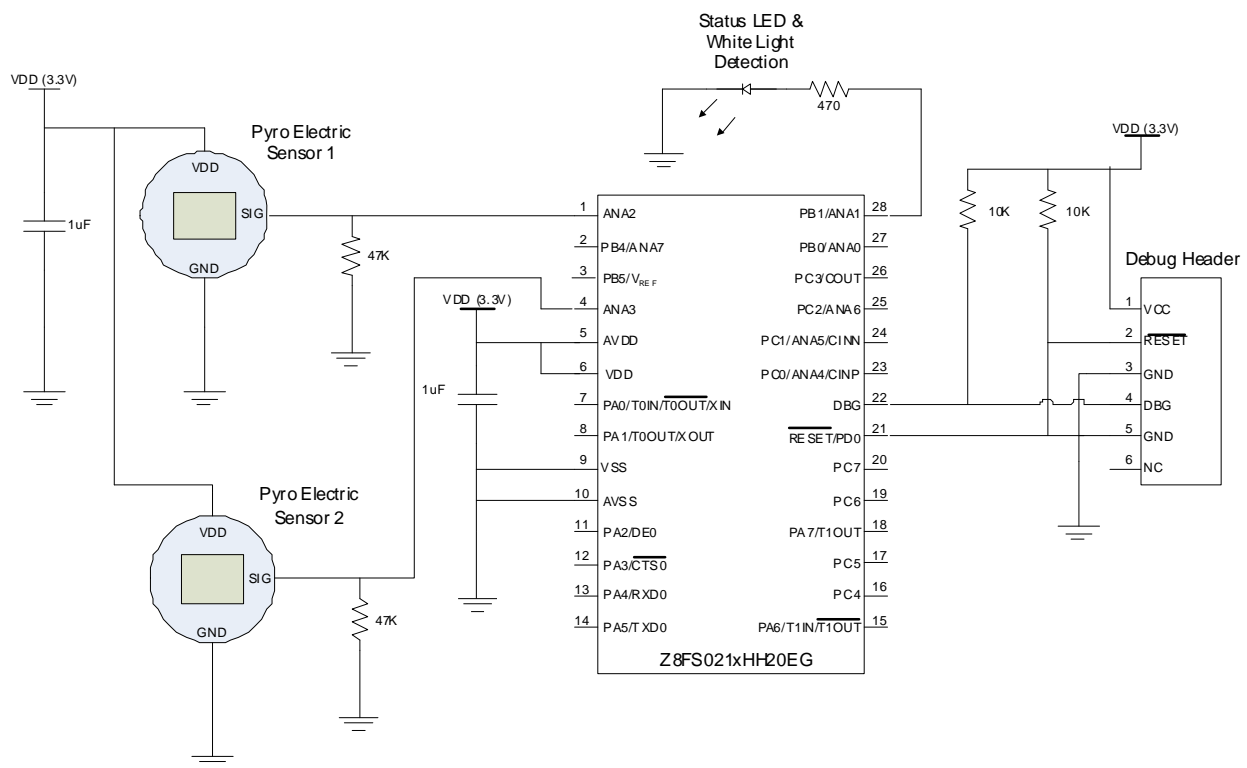 Status LED &
White Light
Detection
470
VDD (3.3V)
Pyro Electric
Sensor 1
VDD
SIG
GND
1uF
47K
VDD (3.3V)
1uF
Pyro Electric
Sensor 2
VDD
SIG
GND
47K
1 ANA2
2 PB4/ANA7
3 PB5/VREF
4 ANA3
5 AVDD
6 VDD
7 PA0/T0IN/T0OUT/XIN
8 PA1/T0OUT/XOUT
9 VSS
10 AVSS
11 PA2/DE0
12 PA3/CTS0
13 PA4/RXD0
14 PA5/TXD0
PB1/ANA1 28
PB0/ANA0 27
PC3/COUT 26
PC2/ANA6 25
PC1/ANA5/CINN 24
PC0/ANA4/CINP 23
DBG 22
RESET/PD0 21
PC7 20
PC6 19
PA7/T1OUT 18
PC5 17
PC4 16
PA6/T1IN/T1OUT 15
Z8FS021xHH20EG
VDD (3.3V)
10K
10K
Debug Header
1 VCC
2 RESET
3 GND
4 DBG
5 GND
6 NC